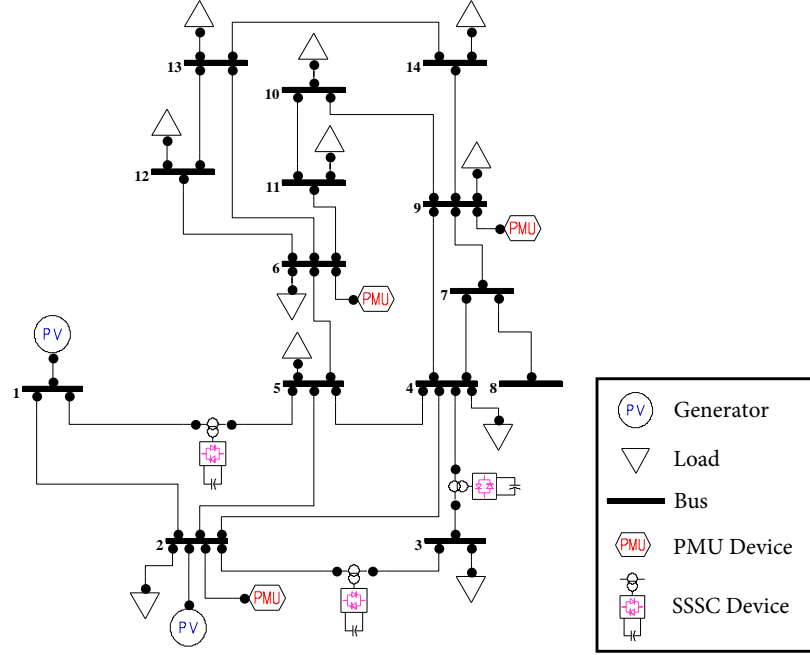 13
14
10
12
11
9
PMU
6
7
PMU
PV
1
5
4
8
2
3
PMU
PV
PV Generator
Load
Bus
PMU PMU Device
SSSC Device